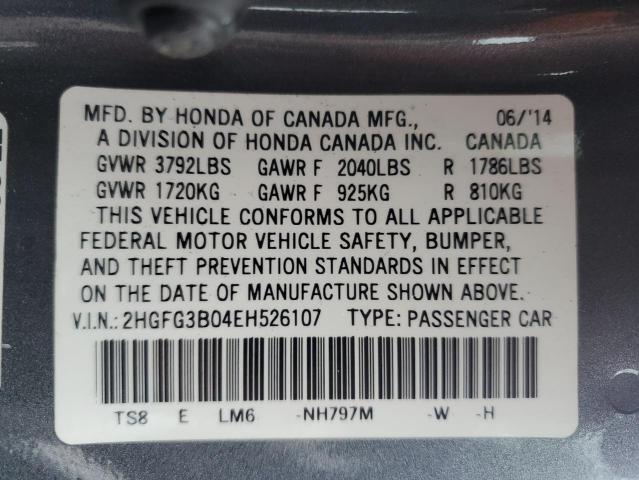 MFD. BY HONDA OF CANADA MFG., 06/'14
A DIVISION OF HONDA CANADA INC. CANADA
GVWR 3792LBS GAWR F 2040LBS R 1786LBS
GVWR 1720KG GAWR F 925KG R 810KG
THIS VEHICLE CONFORMS TO ALL APPLICABLE
FEDERAL MOTOR VEHICLE SAFETY, BUMPER,
AND THEFT PREVENTION STANDARDS IN EFFECT
ON THE DATE OF MANUFACTURE SHOWN ABOVE.
V.I.N.: 2HGFG3B04EH526107 TYPE: PASSENGER CAR
TS8 E LM6 -NH797M -W -H